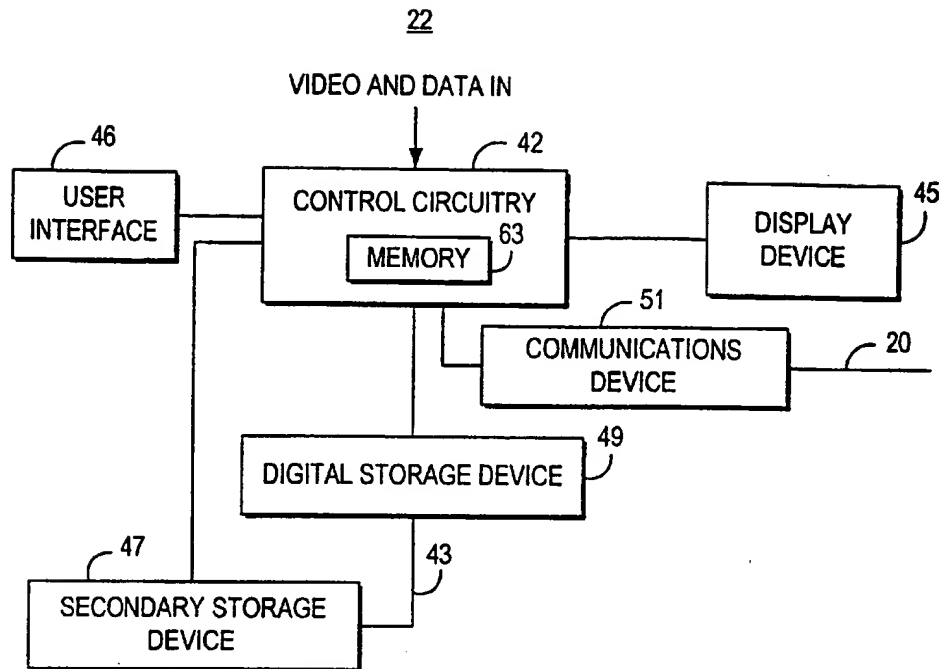 22
VIDEO AND DATA IN
46
42
USER
INTERFACE
CONTROL CIRCUITRY
63
MEMORY
45
DISPLAY
DEVICE
51
COMMUNICATIONS
DEVICE
20
49
DIGITAL STORAGE DEVICE
47
43
SECONDARY STORAGE
DEVICE